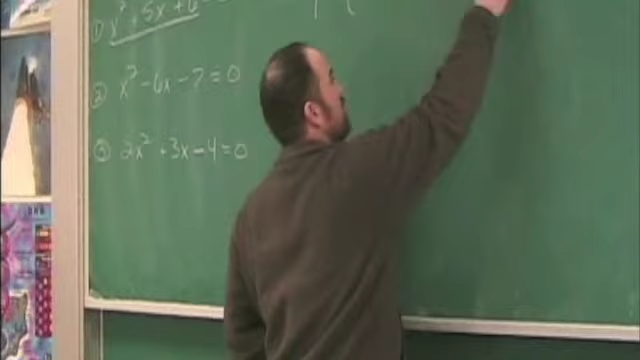 ① x² + 5x + 6
② x² - 6x - 7 = 0
③ 2x² + 3x - 4 = 0